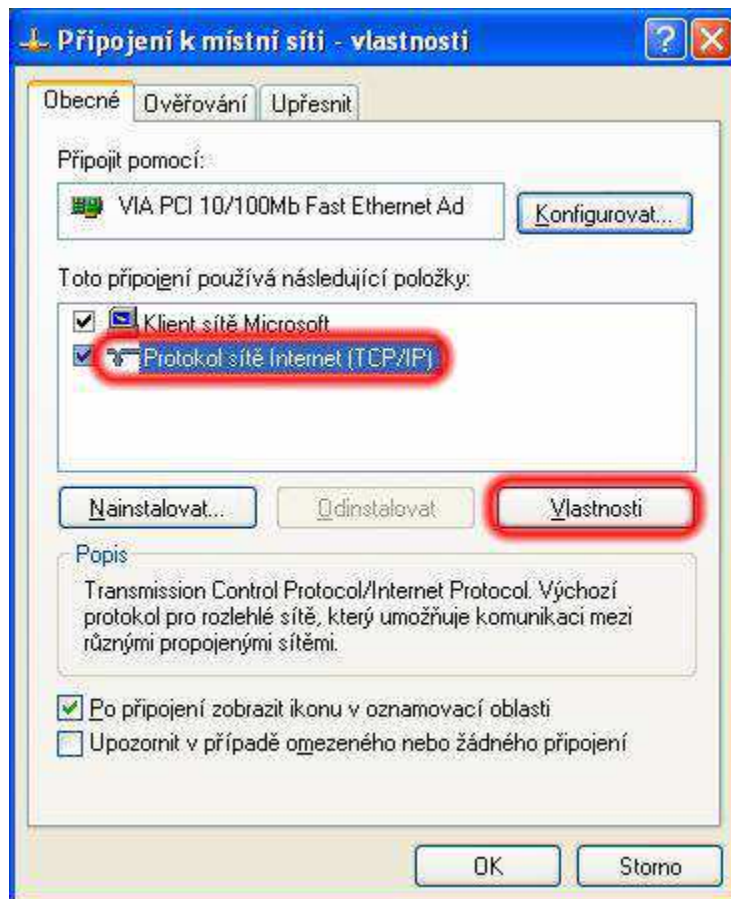 Připojení k místní síti - vlastnosti
Obecné Ověřování Upřesnit
Připojit pomocí:
VIA PCI 10/100Mb Fast Ethernet Ad
Konfigurovat...
Toto připojení používá následující položky:
Klient sítě Microsoft
Protokol sítě Internet (TCP/IP)
Nainstalovat... Odinstalovat Vlastnosti
Popis
Transmission Control Protocol/Internet Protocol. Výchozí
protokol pro rozlehlé sítě, který umožňuje komunikaci mezi
různými propojenými sítěmi.
Po připojení zobrazit ikonu v oznamovací oblasti
Upozornit v případě omezeného nebo žádného připojení
OK Storno